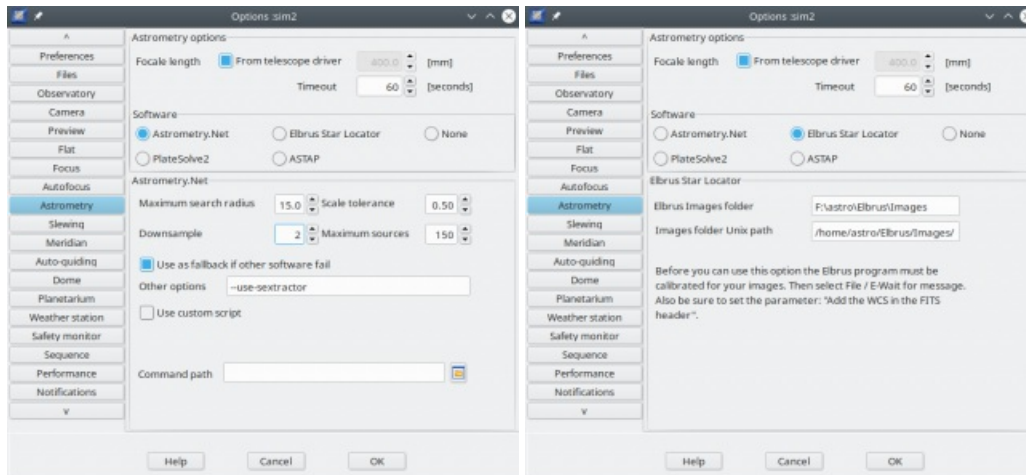 Options :sim2
Preferences
Files
Observatory
Camera
Preview
Flat
Focus
Autofocus
Astrometry
Slewing
Meridian
Auto-guiding
Dome
Planetarium
Weather station
Safety monitor
Sequence
Performance
Notifications
Astrometry options
Focale length From telescope driver 400.0 [mm]
Timeout 60 [seconds]
Software
Astrometry.Net Elbrus Star Locator None
PlateSolve2 ASTAP
Astrometry.Net
Maximum search radius 15.0 Scale tolerance 0.50
Downsample 2 Maximum sources 150
Use as fallback if other software fail
Other options --use-sextractor
Use custom script
Command path
Help Cancel OK
Options :sim2
Preferences
Files
Observatory
Camera
Preview
Flat
Focus
Autofocus
Astrometry
Slewing
Meridian
Auto-guiding
Dome
Planetarium
Weather station
Safety monitor
Sequence
Performance
Notifications
Astrometry options
Focale length From telescope driver 400.0 [mm]
Timeout 60 [seconds]
Software
Astrometry.Net Elbrus Star Locator None
PlateSolve2 ASTAP
Elbrus Star Locator
Elbrus Images folder F:\astro\Elbrus\Images
Images folder Unix path /home/astro/Elbrus/Images/
Before you can use this option the Elbrus program must be
calibrated for your images. Then select File / E-Wait for message.
Also be sure to set the parameter: "Add the WCS in the FITS
header".
Help Cancel OK